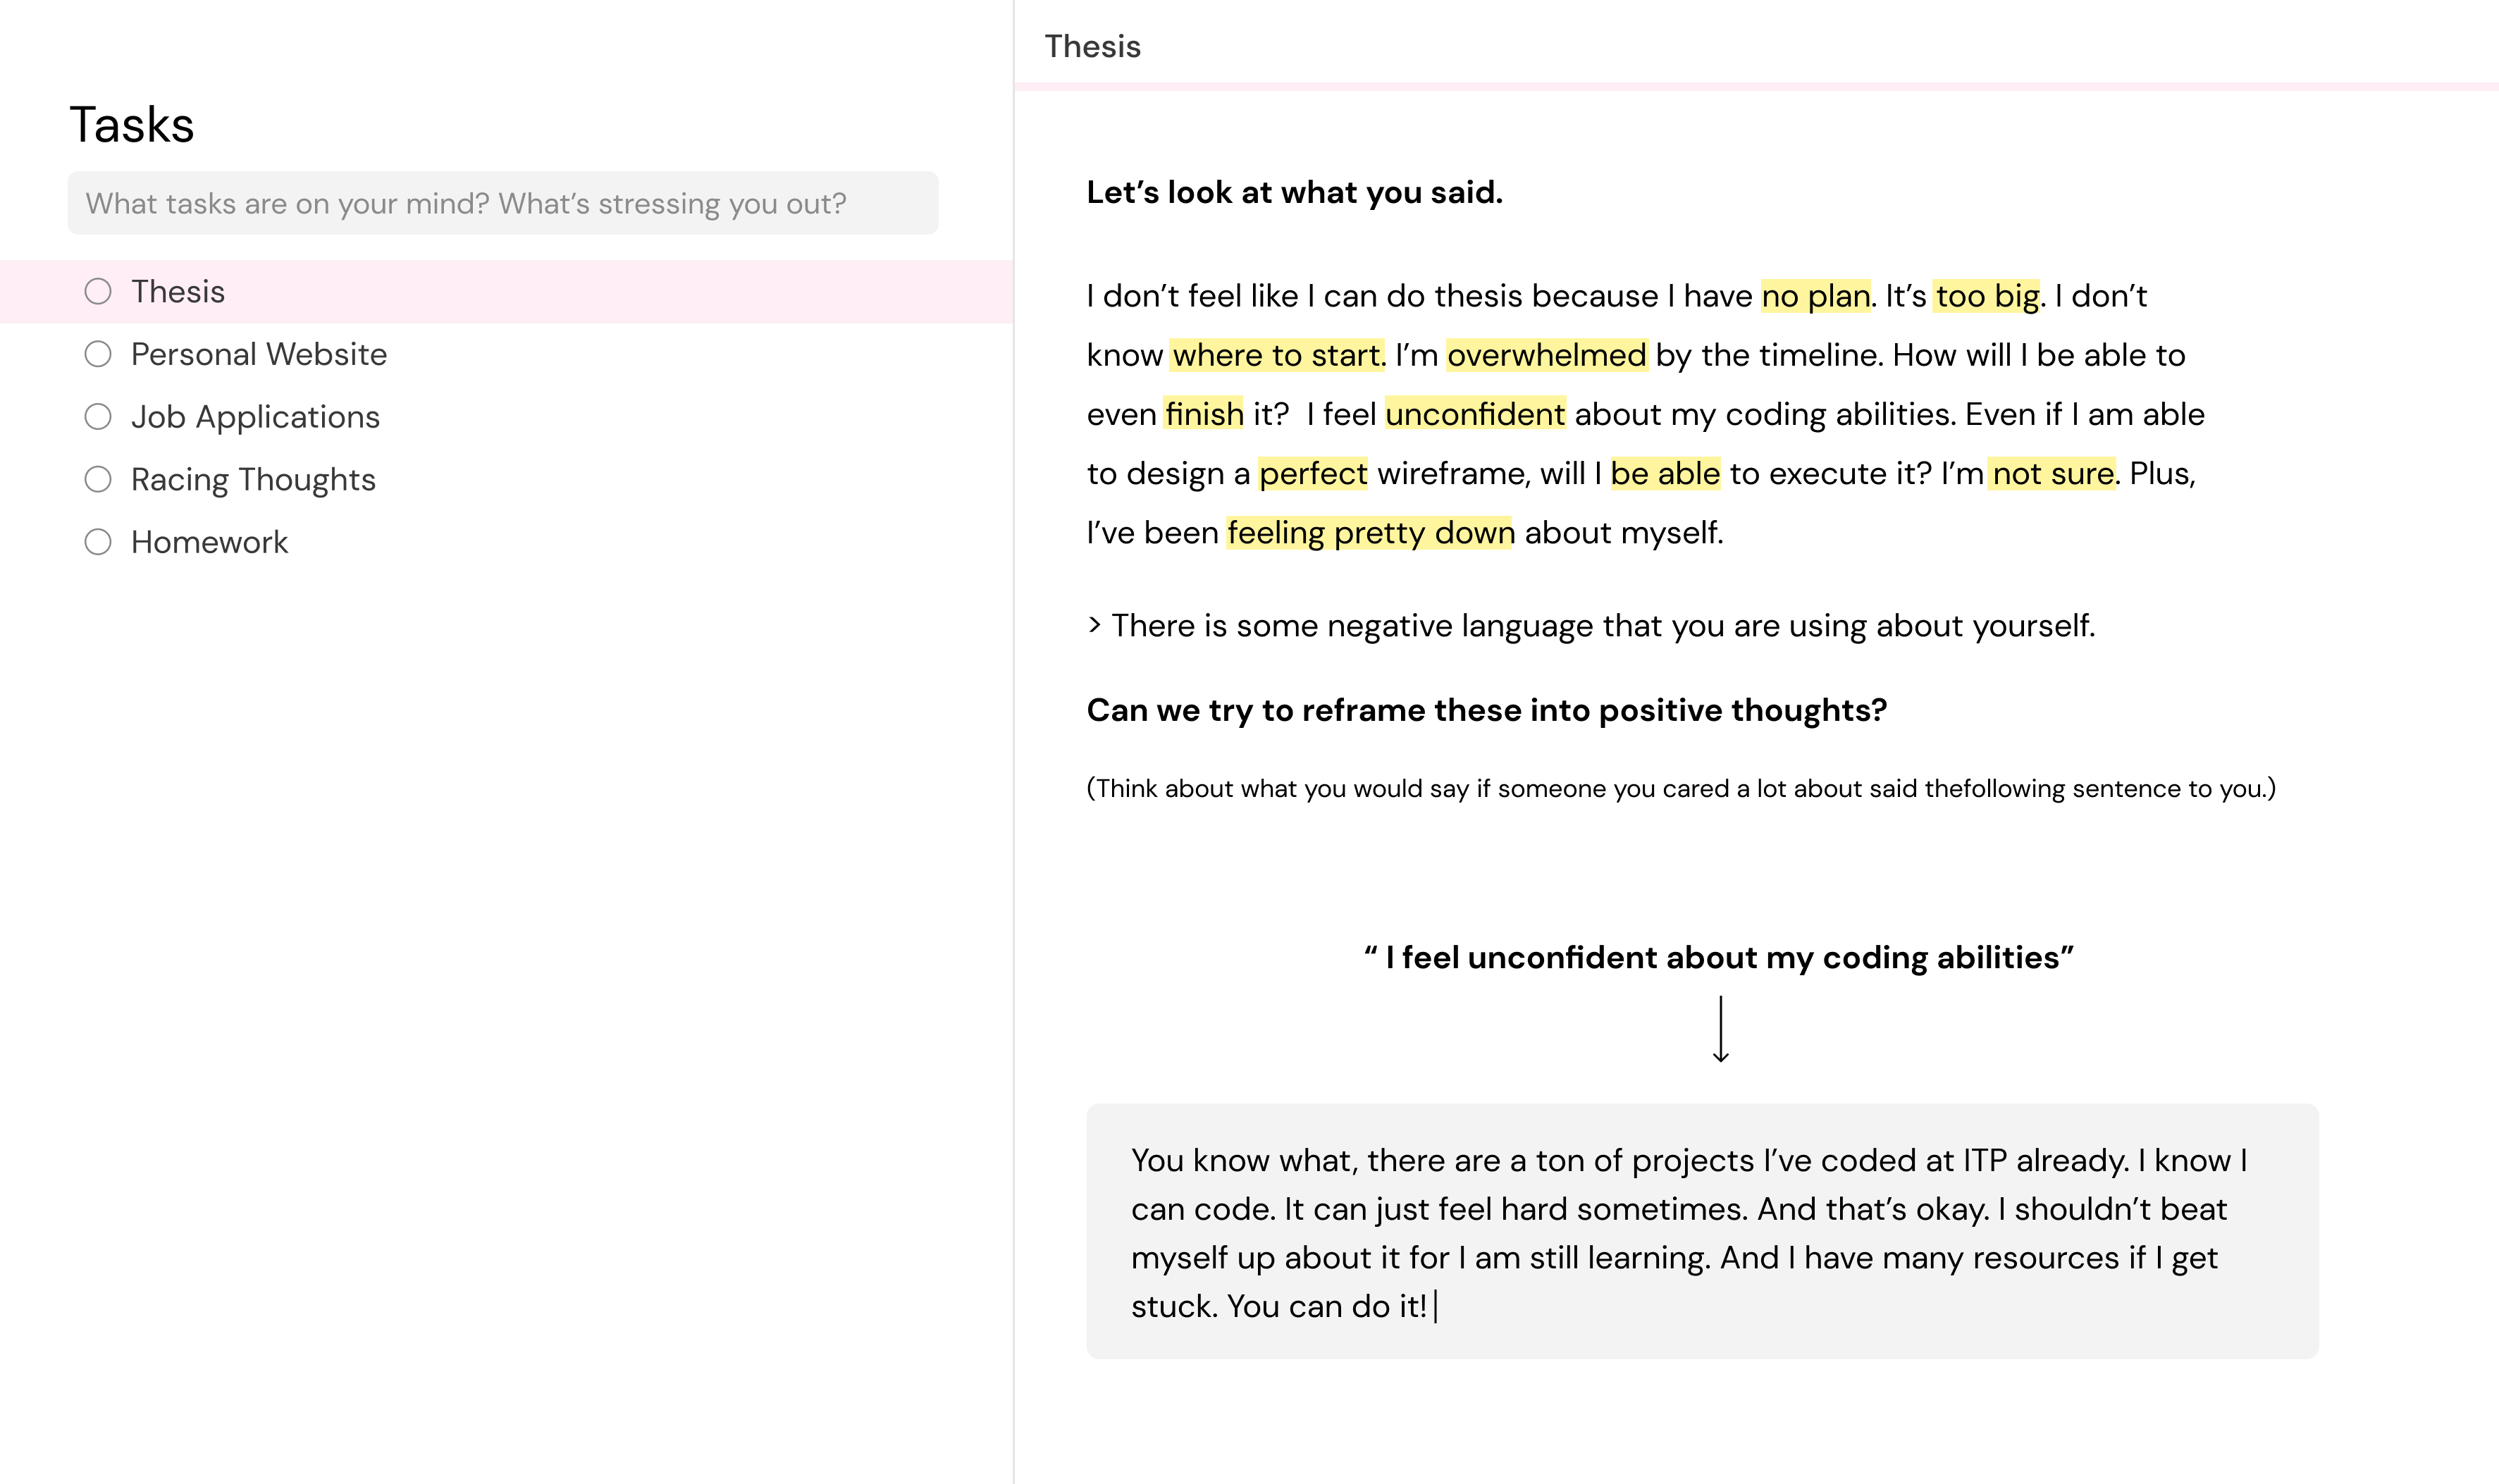 Tasks
What tasks are on your mind? What’s stressing you out?
Thesis
Personal Website
Job Applications
Racing Thoughts
Homework
Thesis
Let’s look at what you said.
I don’t feel like I can do thesis because I have no plan. It’s too big. I don’t
know where to start. I’m overwhelmed by the timeline. How will I be able to
even finish it?  I feel unconfident about my coding abilities. Even if I am able
to design a perfect wireframe, will I be able to execute it? I’m not sure. Plus,
I’ve been feeling pretty down about myself.
> There is some negative language that you are using about yourself.
Can we try to reframe these into positive thoughts?
(Think about what you would say if someone you cared a lot about said thefollowing sentence to you.)
“ I feel unconfident about my coding abilities”
You know what, there are a ton of projects I’ve coded at ITP already. I know I
can code. It can just feel hard sometimes. And that’s okay. I shouldn’t beat
myself up about it for I am still learning. And I have many resources if I get
stuck. You can do it!